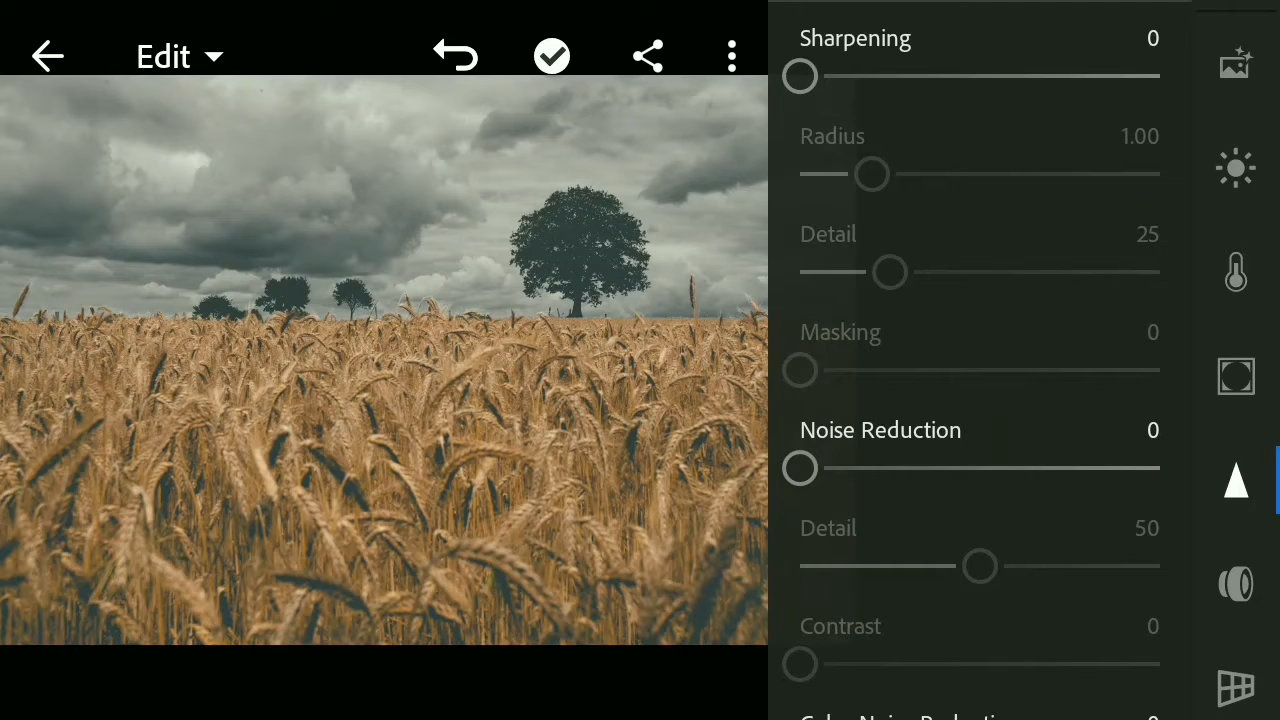 Edit
Sharpening 0
Radius 1.00
Detail 25
Masking 0
Noise Reduction 0
Detail 50
Contrast 0